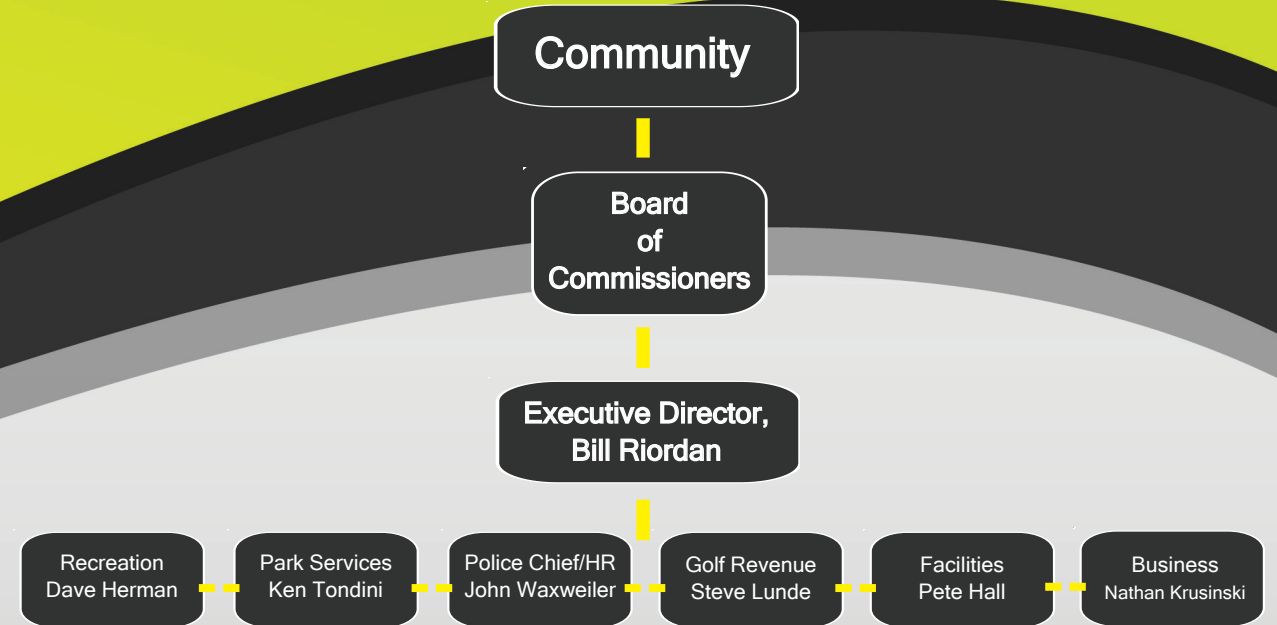 Community
Board
of
Commissioners
Executive Director,
Bill Riordan
Recreation
Dave Herman
Park Services
Ken Tondini
Police Chief/HR
John Waxweiler
Golf Revenue
Steve Lunde
Facilities
Pete Hall
Business
Nathan Krusinski